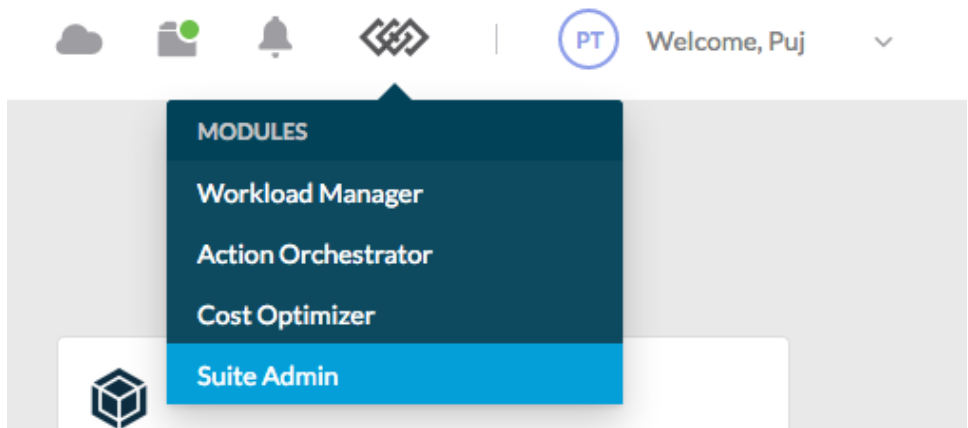 PT Welcome, Puj
MODULES
Workload Manager
Action Orchestrator
Cost Optimizer
Suite Admin